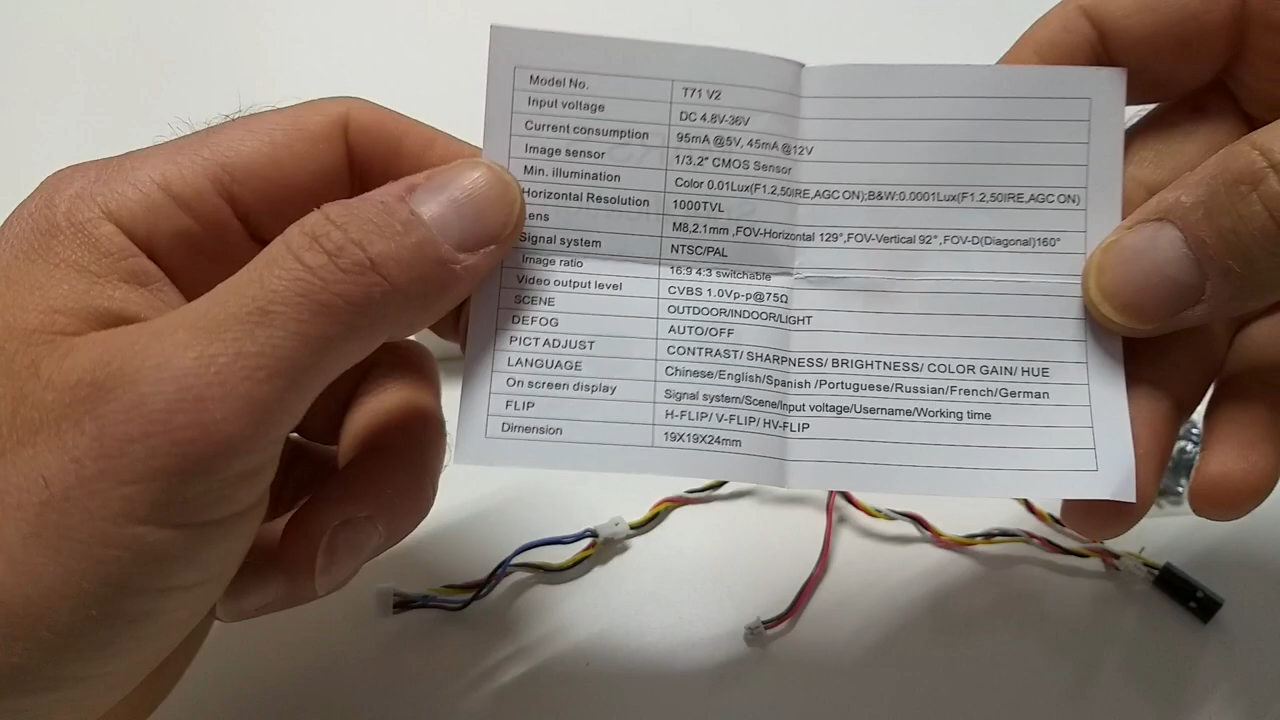 Model No. T71 V2
Input voltage DC 4.8V-36V
Current consumption 95mA @5V, 45mA @12V
Image sensor 1/3.2" CMOS Sensor
Min. illumination Color 0.01Lux(F1.2,50IRE,AGC ON);B&W:0.0001Lux(F1.2,50IRE,AGC ON)
Horizontal Resolution 1000TVL
Lens M8,2.1mm ,FOV-Horizontal 129°,FOV-Vertical 92°,FOV-D(Diagonal)160°
Signal system NTSC/PAL
Image ratio 16:9 4:3 switchable
Video output level CVBS 1.0Vp-p@75Ω
SCENE OUTDOOR/INDOOR/LIGHT
DEFOG AUTO/OFF
PICT ADJUST CONTRAST/ SHARPNESS/ BRIGHTNESS/ COLOR GAIN/ HUE
LANGUAGE Chinese/English/Spanish /Portuguese/Russian/French/German
On screen display Signal system/Scene/Input voltage/Username/Working time
FLIP H-FLIP/ V-FLIP/ HV-FLIP
Dimension 19X19X24mm